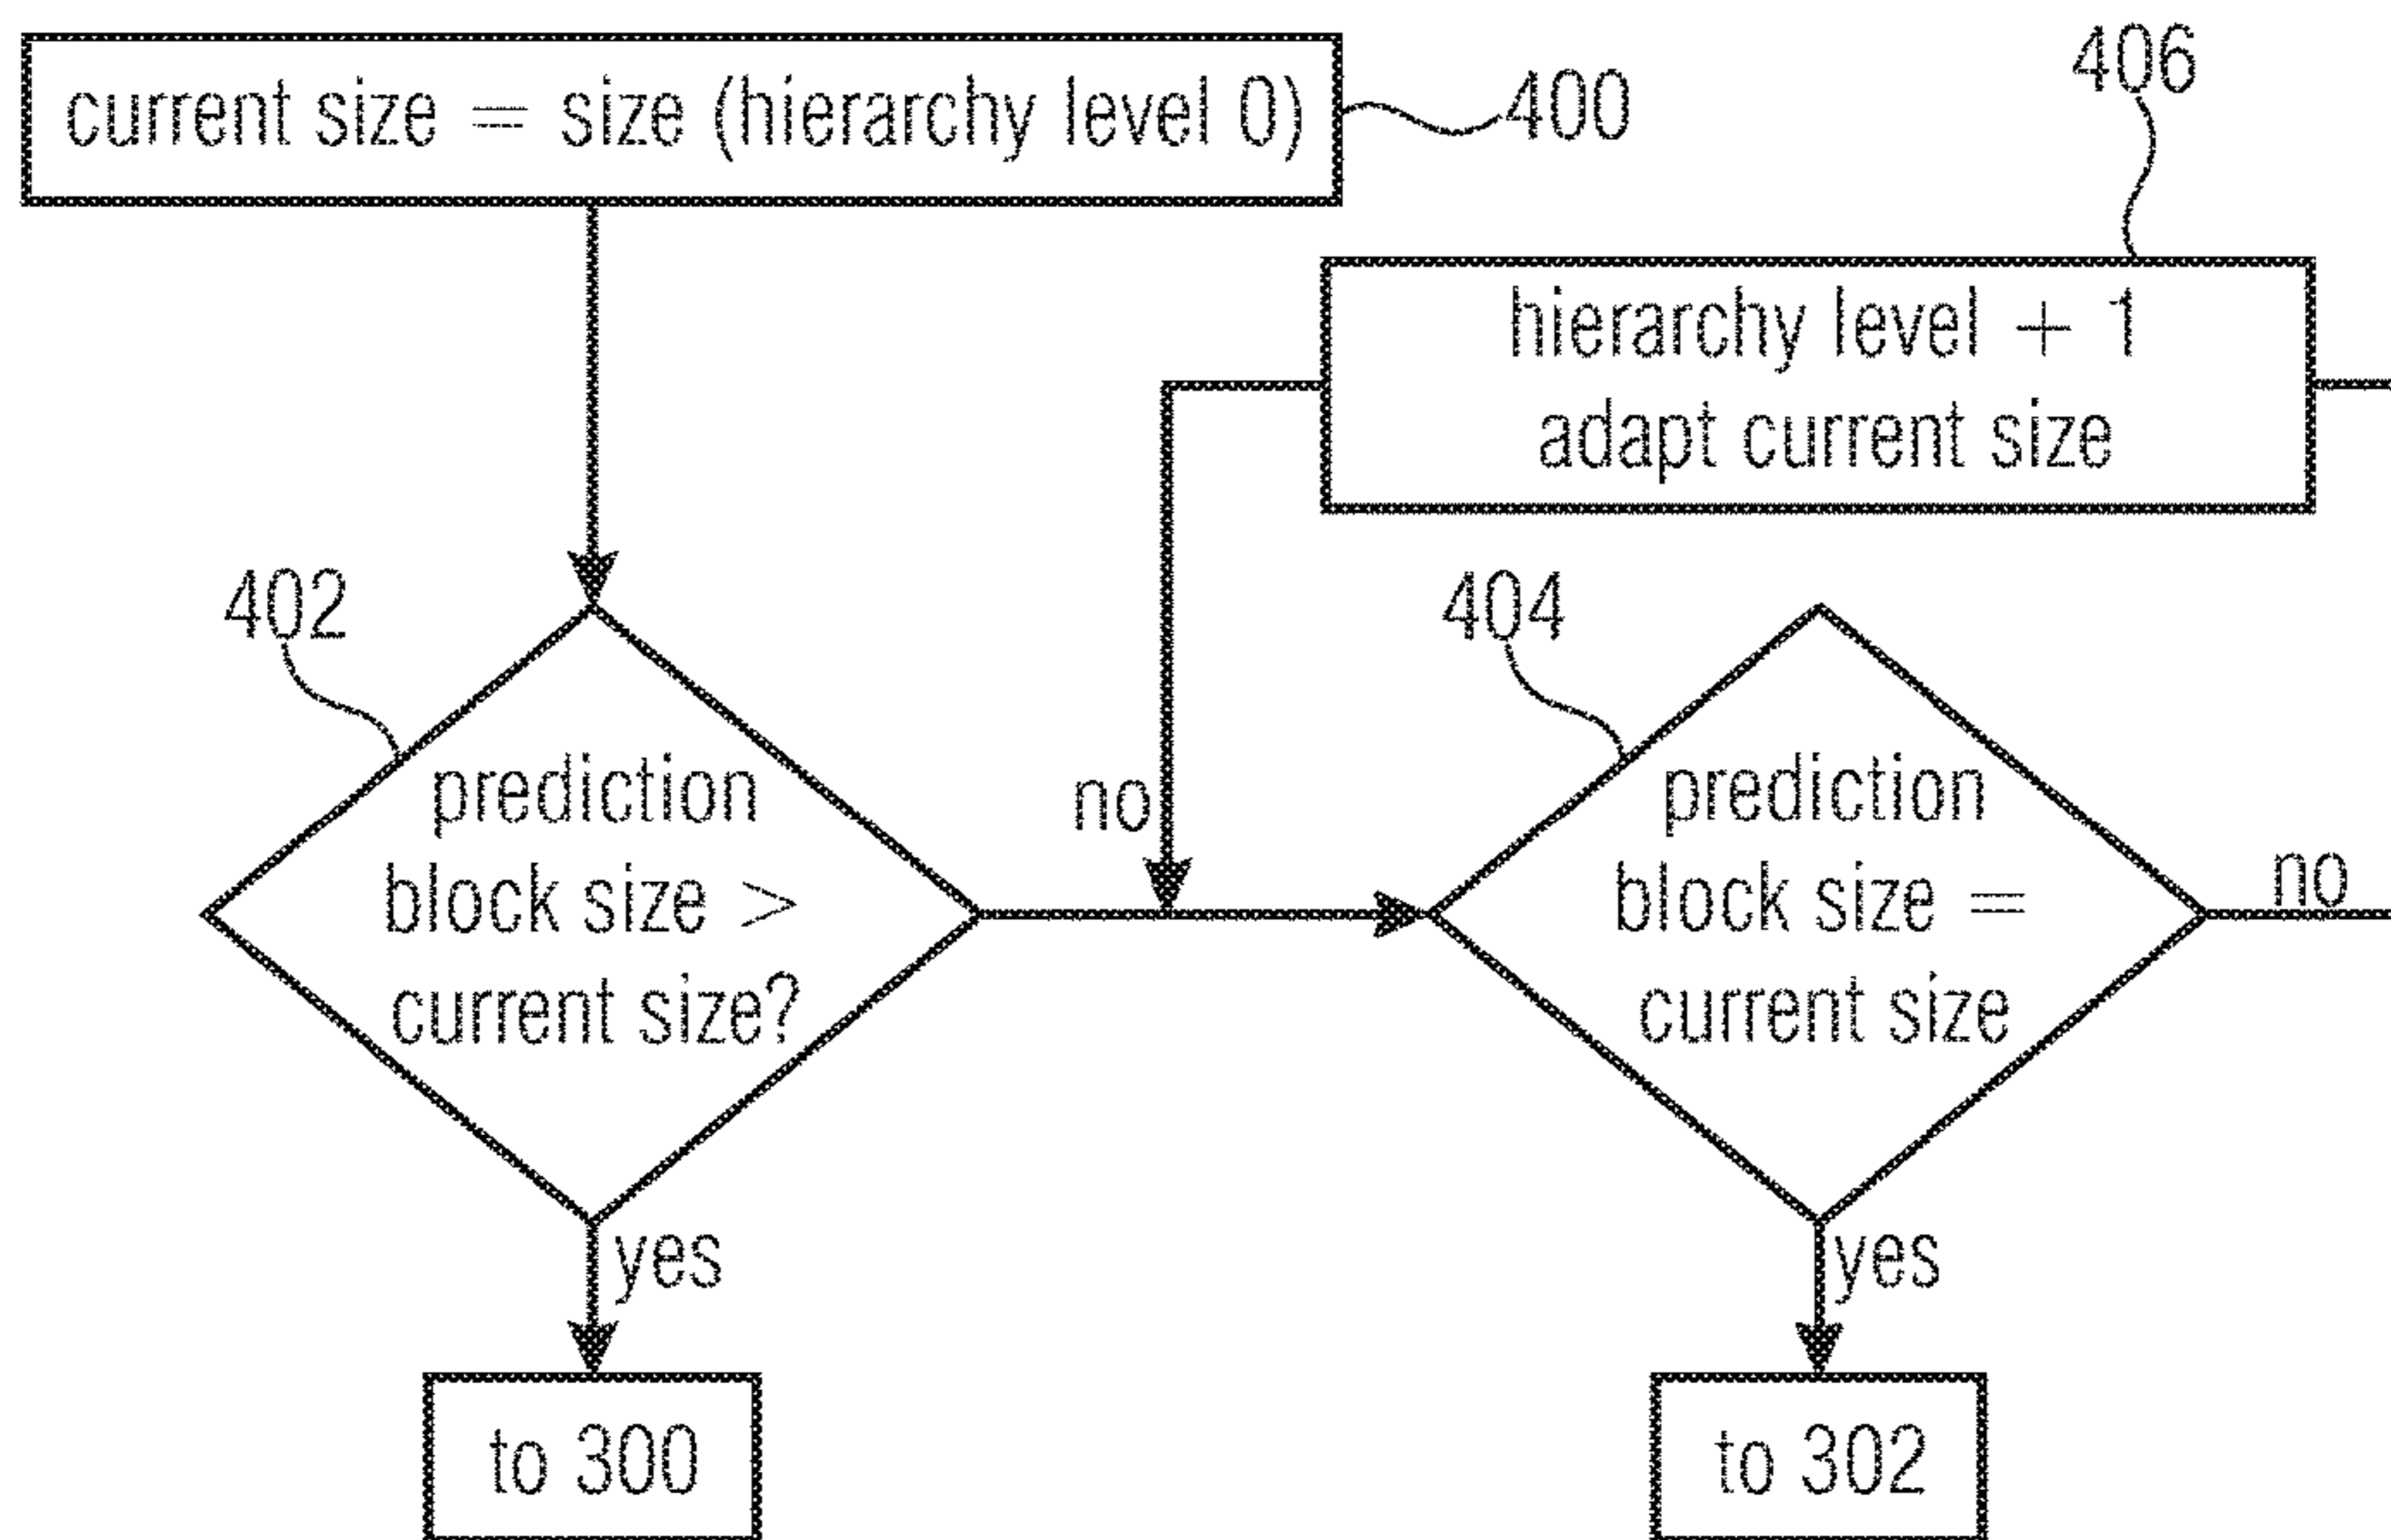 current size = size (hierarchy level 0)
400
406
hierarchy level + 1
adapt current size
402
prediction
block size >
current size?
no
404
prediction
block size =
current size
no
yes
to 300
yes
to 302